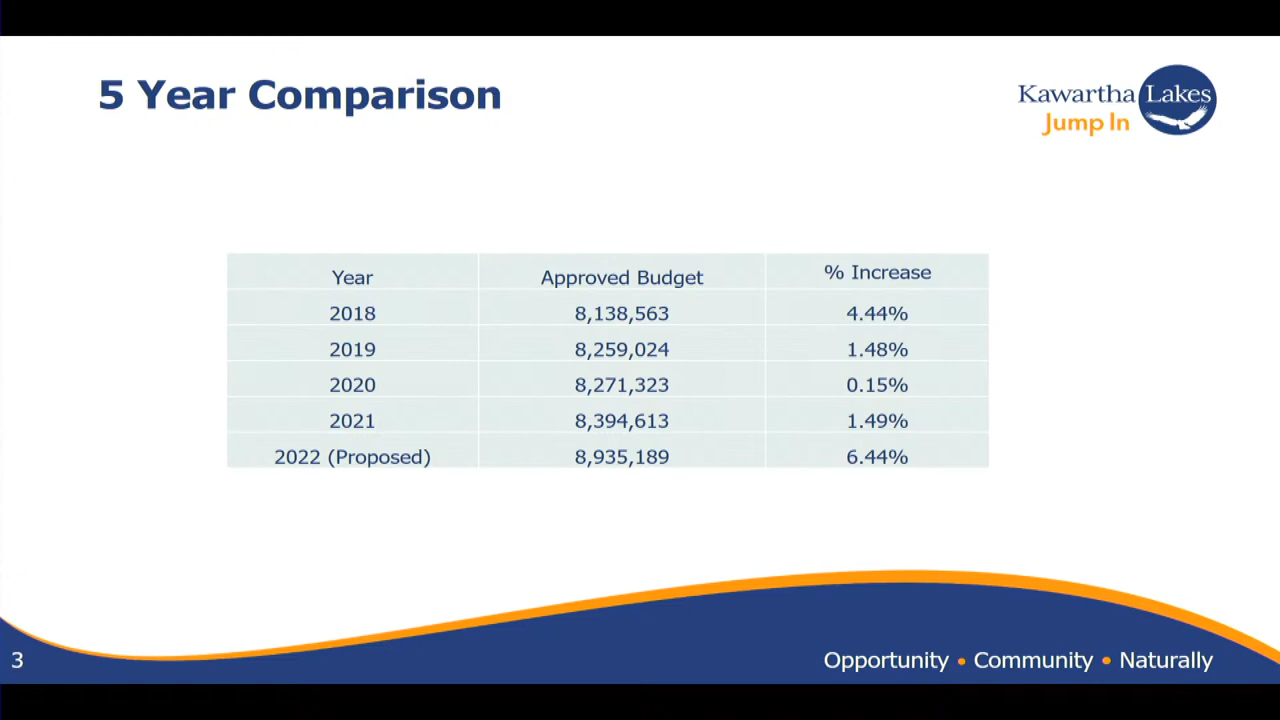 5 Year Comparison
Kawartha Lakes
Jump In
Year Approved Budget % Increase
2018 8,138,563 4.44%
2019 8,259,024 1.48%
2020 8,271,323 0.15%
2021 8,394,613 1.49%
2022 (Proposed) 8,935,189 6.44%
3
Opportunity • Community • Naturally